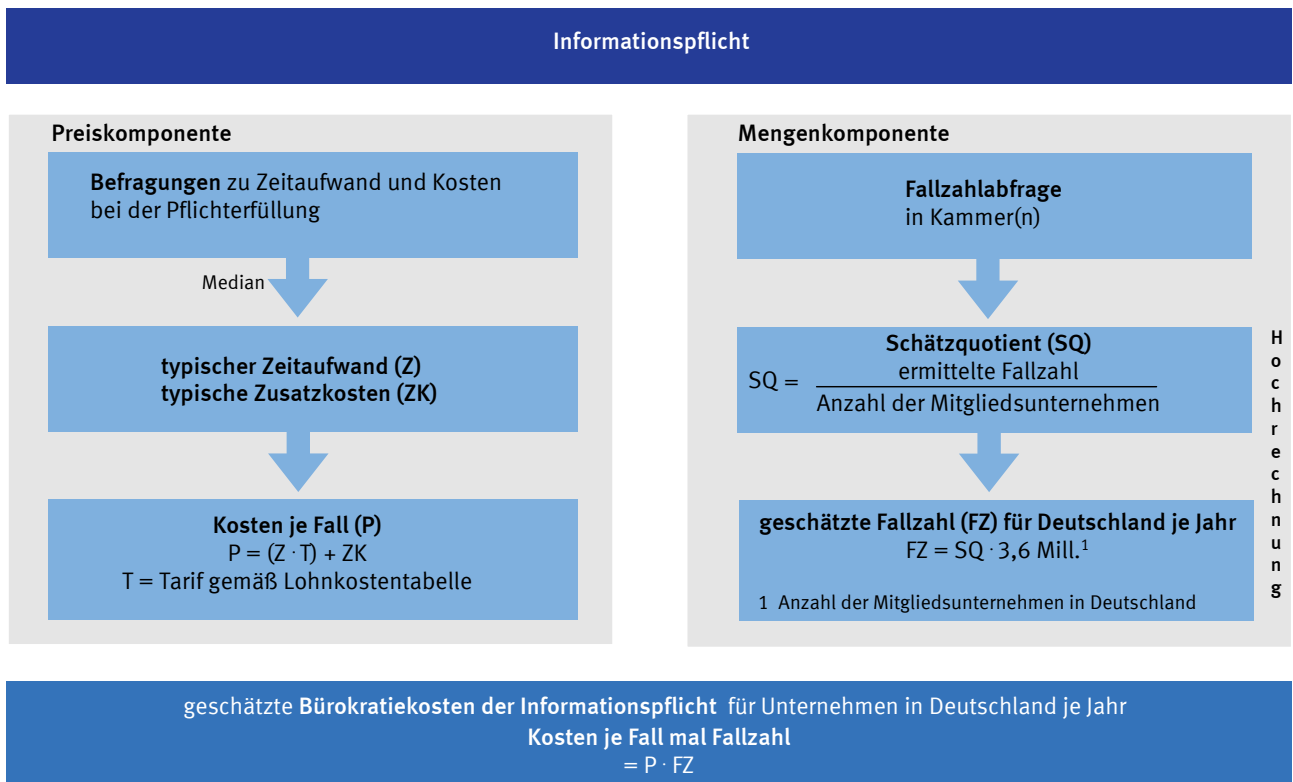 Informationspflicht
Preiskomponente
Befragungen zu Zeitaufwand und Kosten
bei der Pflichterfüllung
Median
typischer Zeitaufwand (Z)
typische Zusatzkosten (ZK)
Kosten je Fall (P)
P = (Z · T) + ZK
T = Tarif gemäß Lohnkostentabelle
Mengenkomponente
Fallzahlabfrage
in Kammer(n)
Schätzquotient (SQ)
SQ = ermittelte Fallzahl
Anzahl der Mitgliedsunternehmen
geschätzte Fallzahl (FZ) für Deutschland je Jahr
FZ = SQ · 3,6 Mill.¹
1 Anzahl der Mitgliedsunternehmen in Deutschland
Hochrechnung
geschätzte Bürokratiekosten der Informationspflicht für Unternehmen in Deutschland je Jahr
Kosten je Fall mal Fallzahl
= P · FZ